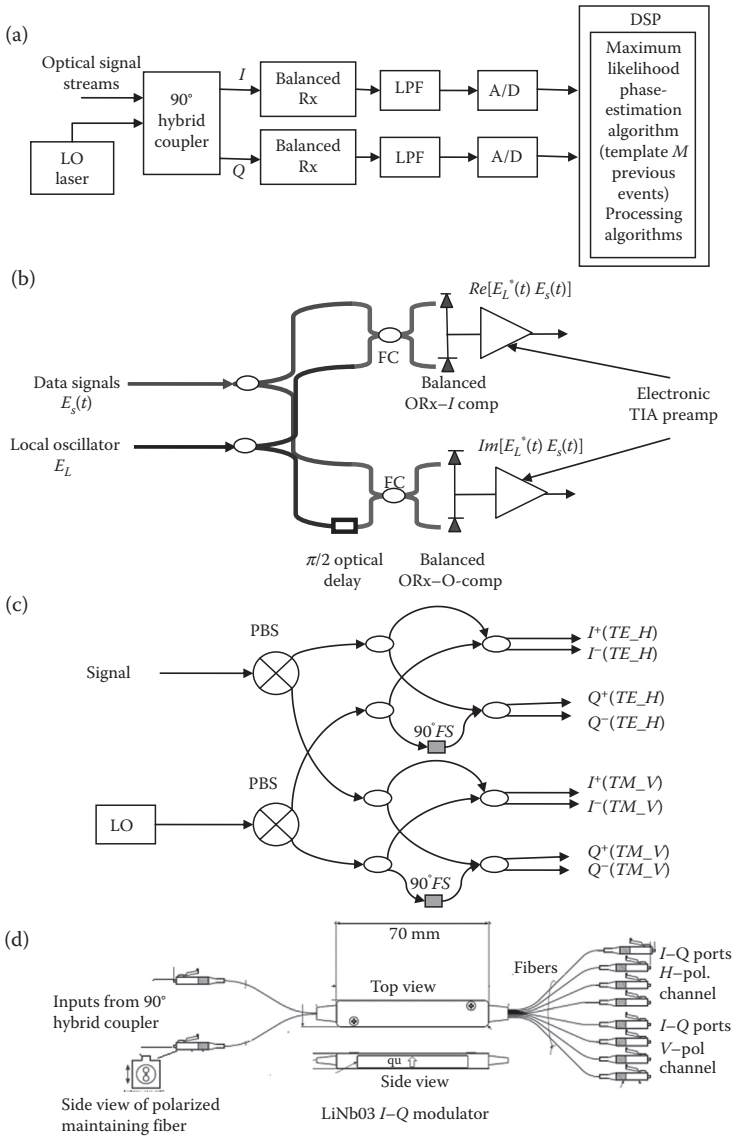 (a)
Optical signal
streams
LO
laser
90°
hybrid
coupler
I
Q
Balanced
Rx
LPF
A/D
Balanced
Rx
LPF
A/D
DSP
Maximum
likelihood
phase-
estimation
algorithm
(template M
previous
events)
Processing
algorithms
(b)
Data signals
E_s(t)
Local oscillator
E_L
FC
Re[E_L*(t) E_s(t)]
Balanced
ORx–I comp
Electronic
TIA preamp
FC
Im[E_L*(t) E_s(t)]
π/2 optical
delay
Balanced
ORx–O-comp
(c)
PBS
Signal
PBS
LO
90°FS
90°FS
I⁺(TE_H)
I⁻(TE_H)
Q⁺(TE_H)
Q⁻(TE_H)
I⁺(TM_V)
I⁻(TM_V)
Q⁺(TM_V)
Q⁻(TM_V)
(d)
70 mm
Top view
Fibers
Inputs from 90°
hybrid coupler
I–Q ports
H–pol.
channel
I–Q ports
V–pol
channel
qu
Side view
Side view of polarized
maintaining fiber
LiNb03 I–Q modulator